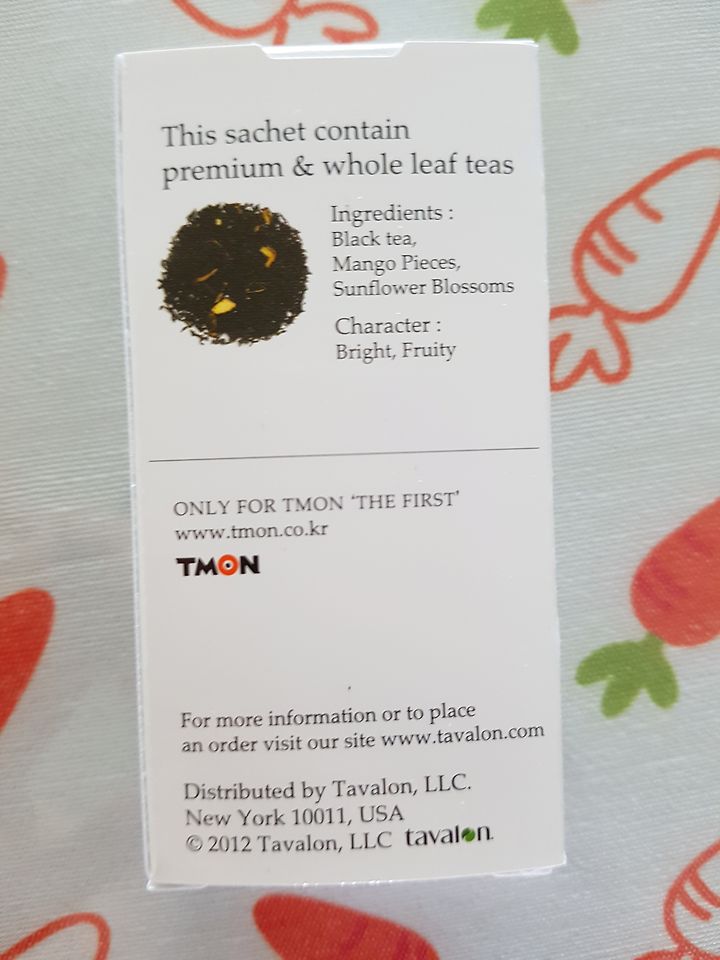 This sachet contain
premium & whole leaf teas
Ingredients :
Black tea,
Mango Pieces,
Sunflower Blossoms
Character :
Bright, Fruity
ONLY FOR TMON 'THE FIRST'
www.tmon.co.kr
TMON
For more information or to place
an order visit our site www.tavalon.com
Distributed by Tavalon, LLC.
New York 10011, USA
© 2012 Tavalon, LLC tavalon